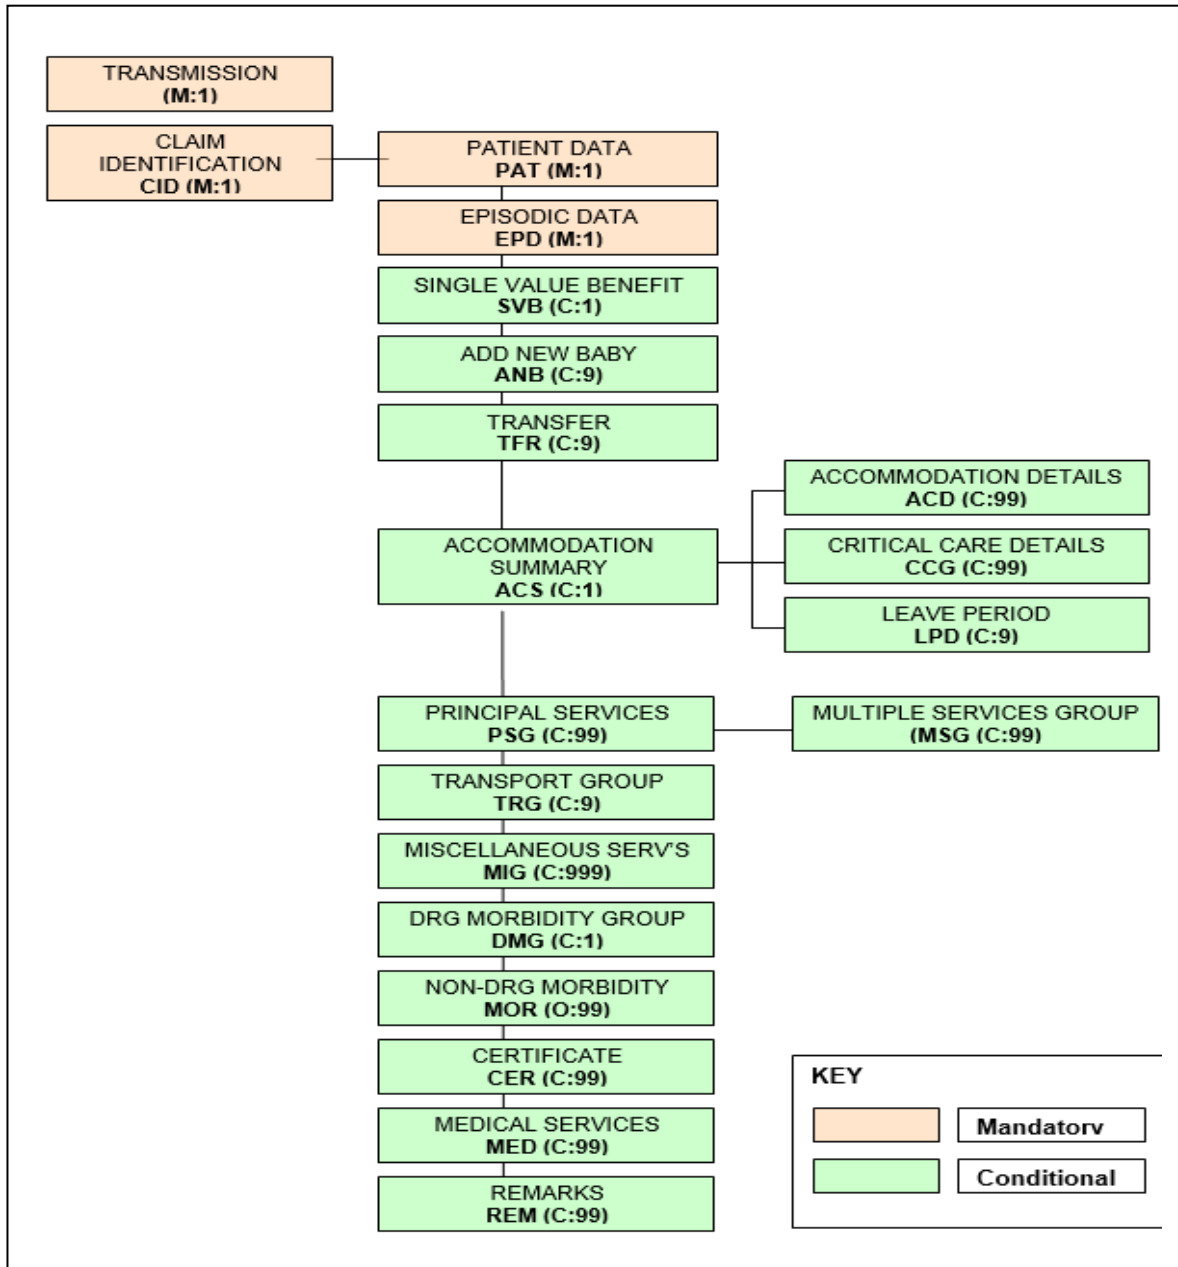 TRANSMISSION
(M:1)
CLAIM
IDENTIFICATION
CID (M:1)
PATIENT DATA
PAT (M:1)
EPISODIC DATA
EPD (M:1)
SINGLE VALUE BENEFIT
SVB (C:1)
ADD NEW BABY
ANB (C:9)
TRANSFER
TFR (C:9)
ACCOMMODATION
SUMMARY
ACS (C:1)
ACCOMMODATION DETAILS
ACD (C:99)
CRITICAL CARE DETAILS
CCG (C:99)
LEAVE PERIOD
LPD (C:9)
PRINCIPAL SERVICES
PSG (C:99)
MULTIPLE SERVICES GROUP
(MSG (C:99)
TRANSPORT GROUP
TRG (C:9)
MISCELLANEOUS SERV'S
MIG (C:999)
DRG MORBIDITY GROUP
DMG (C:1)
NON-DRG MORBIDITY
MOR (O:99)
CERTIFICATE
CER (C:99)
MEDICAL SERVICES
MED (C:99)
REMARKS
REM (C:99)
KEY
Mandatory
Conditional